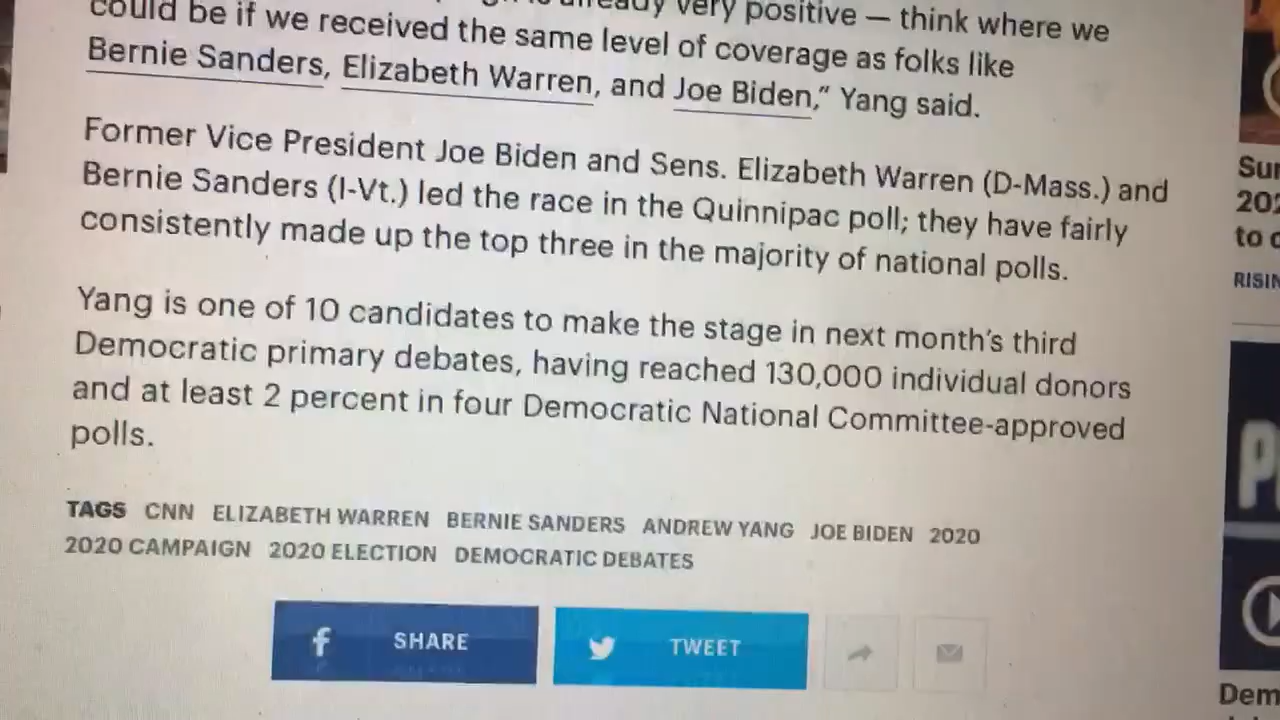 very positive — think where we
could be if we received the same level of coverage as folks like
Bernie Sanders, Elizabeth Warren, and Joe Biden,” Yang said.
Former Vice President Joe Biden and Sens. Elizabeth Warren (D-Mass.) and
Bernie Sanders (I-Vt.) led the race in the Quinnipac poll; they have fairly
consistently made up the top three in the majority of national polls.
Yang is one of 10 candidates to make the stage in next month’s third
Democratic primary debates, having reached 130,000 individual donors
and at least 2 percent in four Democratic National Committee-approved
polls.
TAGS CNN ELIZABETH WARREN BERNIE SANDERS ANDREW YANG JOE BIDEN 2020
2020 CAMPAIGN 2020 ELECTION DEMOCRATIC DEBATES
SHARE
TWEET
to